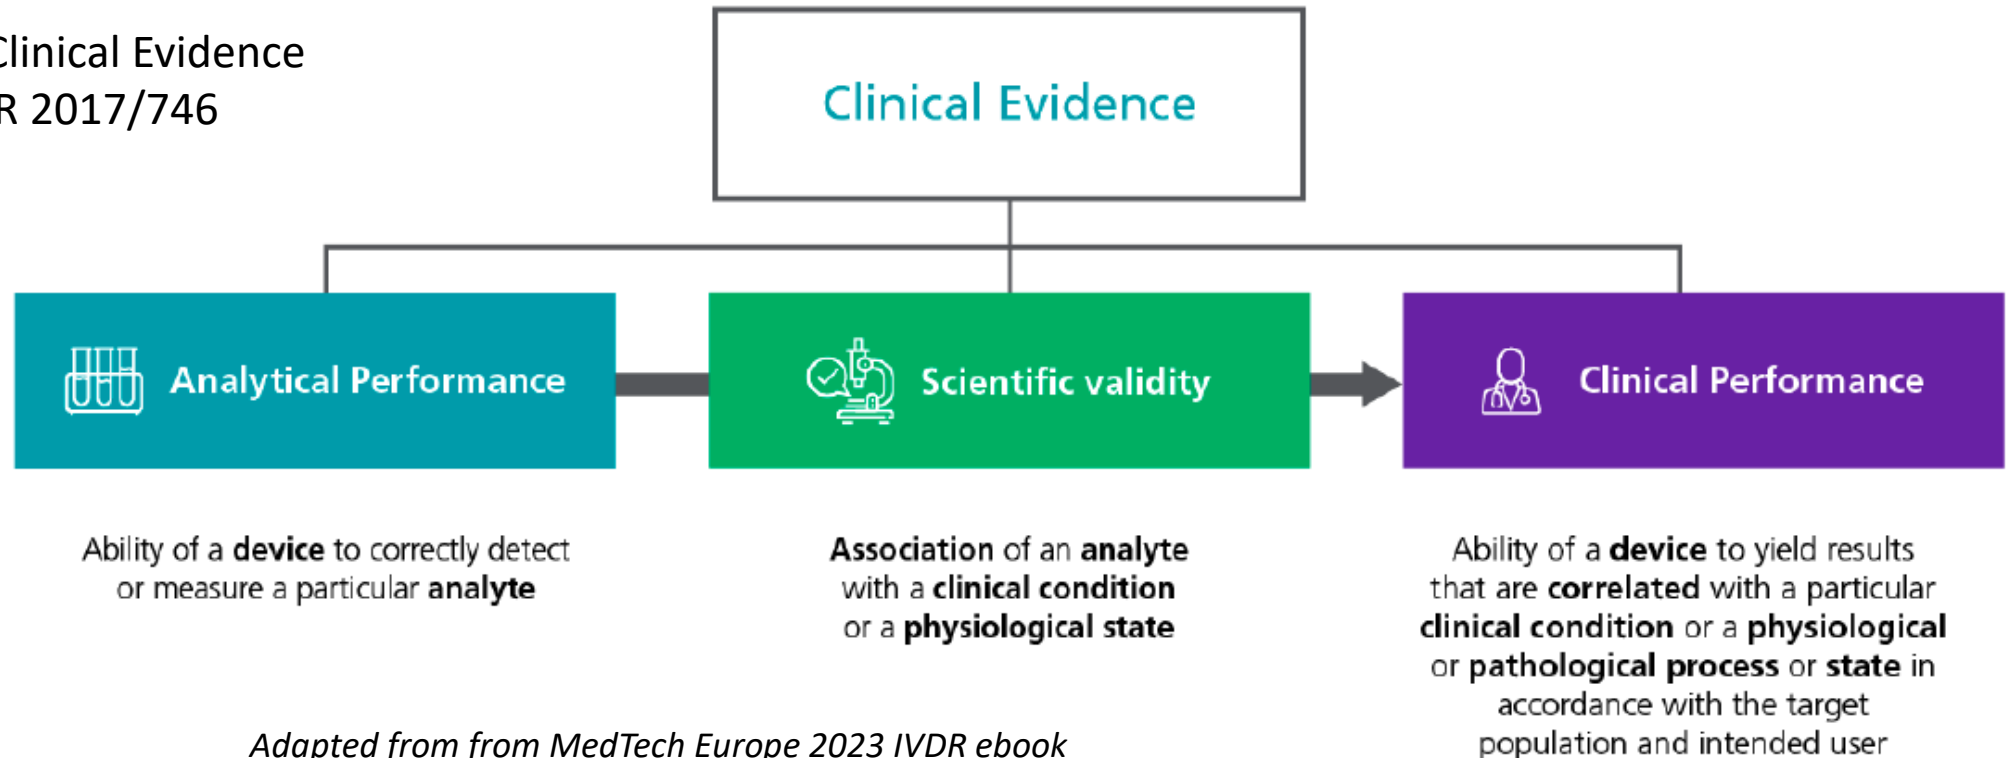 Clinical Evidence
R 2017/746
Clinical Evidence
Analytical Performance
Scientific validity
Clinical Performance
Ability of a device to correctly detect
or measure a particular analyte
Association of an analyte
with a clinical condition
or a physiological state
Ability of a device to yield results
that are correlated with a particular
clinical condition or a physiological
or pathological process or state in
accordance with the target
population and intended user
Adapted from from MedTech Europe 2023 IVDR ebook